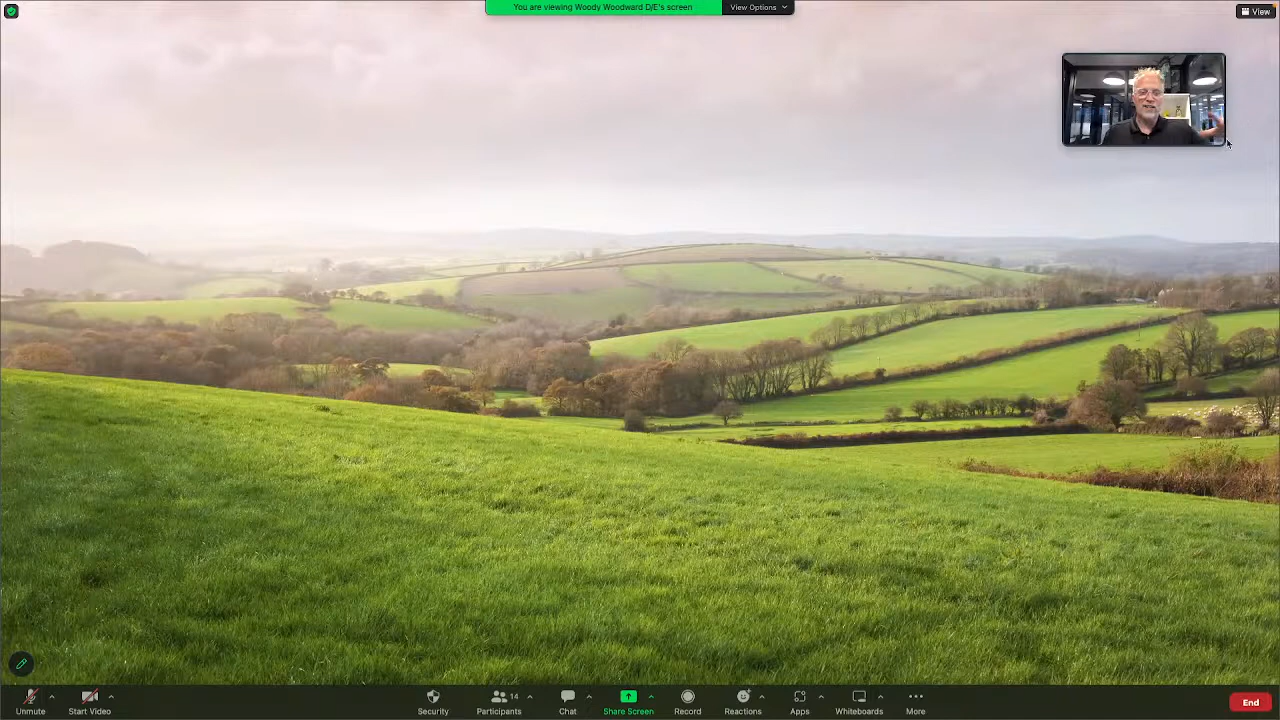 You are viewing Woody Woodward D/E's screen
View Options
View
Unmute
Start Video
Security
Participants
14
Chat
Share Screen
Record
Reactions
Apps
Whiteboards
More
End